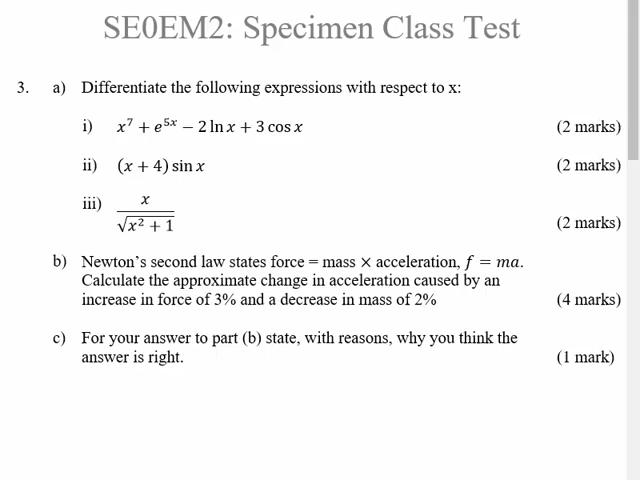 SE0EM2: Specimen Class Test
3. a) Differentiate the following expressions with respect to x:
i) x⁷ + e⁵ˣ − 2 ln x + 3 cos x (2 marks)
ii) (x + 4) sin x (2 marks)
iii) x / √(x² + 1) (2 marks)
b) Newton's second law states force = mass × acceleration, f = ma.
Calculate the approximate change in acceleration caused by an
increase in force of 3% and a decrease in mass of 2% (4 marks)
c) For your answer to part (b) state, with reasons, why you think the
answer is right. (1 mark)